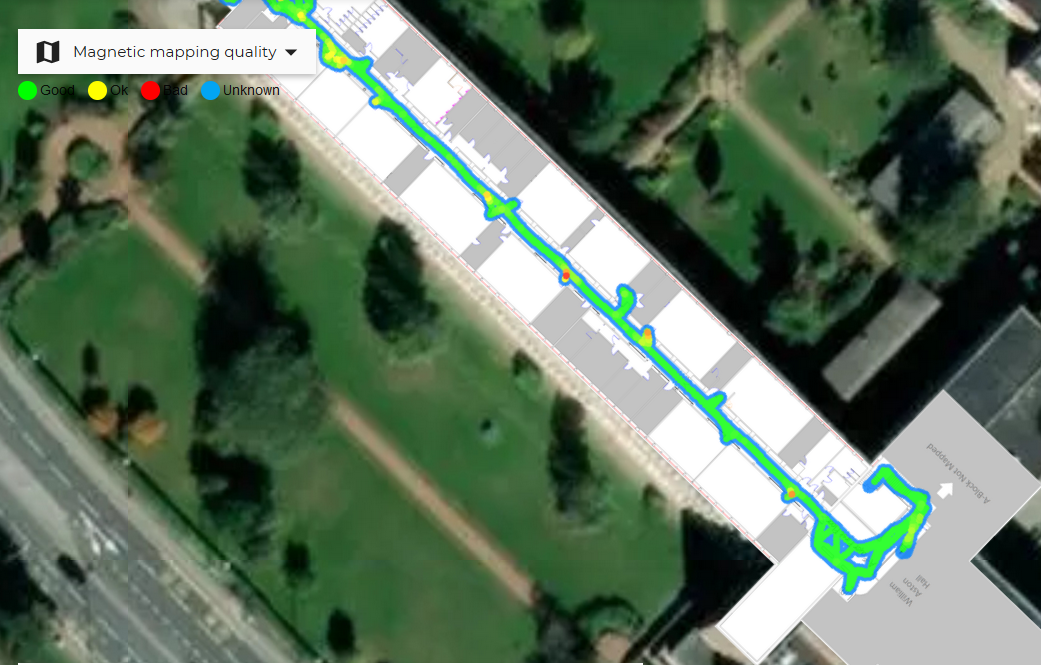 Magnetic mapping quality
Good
Ok
Bad
Unknown
A-Block Not Mapped
William
Aston
Hall